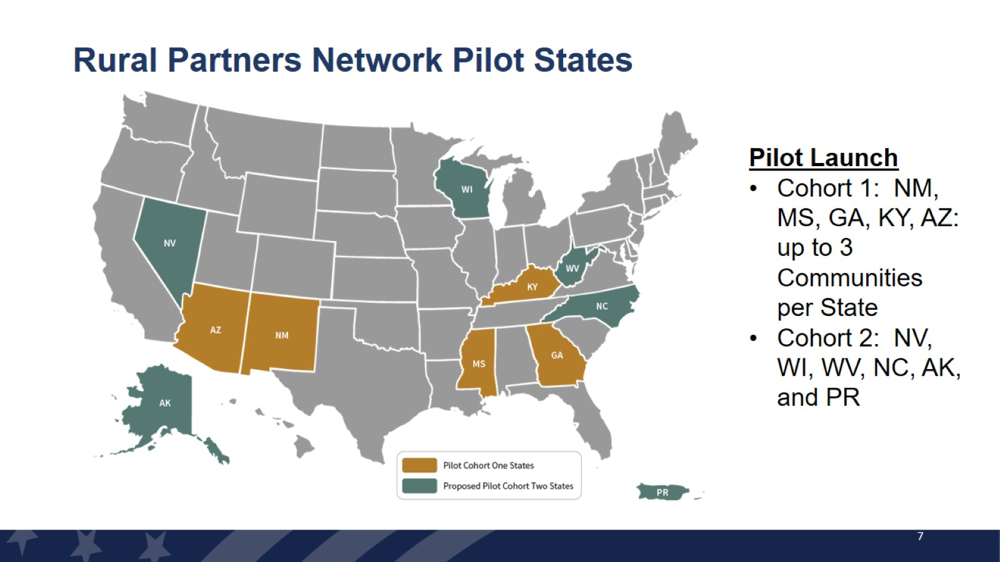 Rural Partners Network Pilot States
WI
NV
WV
KY
NC
AZ
NM
GA
MS
AK
Pilot Cohort One States
Proposed Pilot Cohort Two States
PR
Pilot Launch
• Cohort 1: NM,
MS, GA, KY, AZ:
up to 3
Communities
per State
• Cohort 2: NV,
WI, WV, NC, AK,
and PR
7